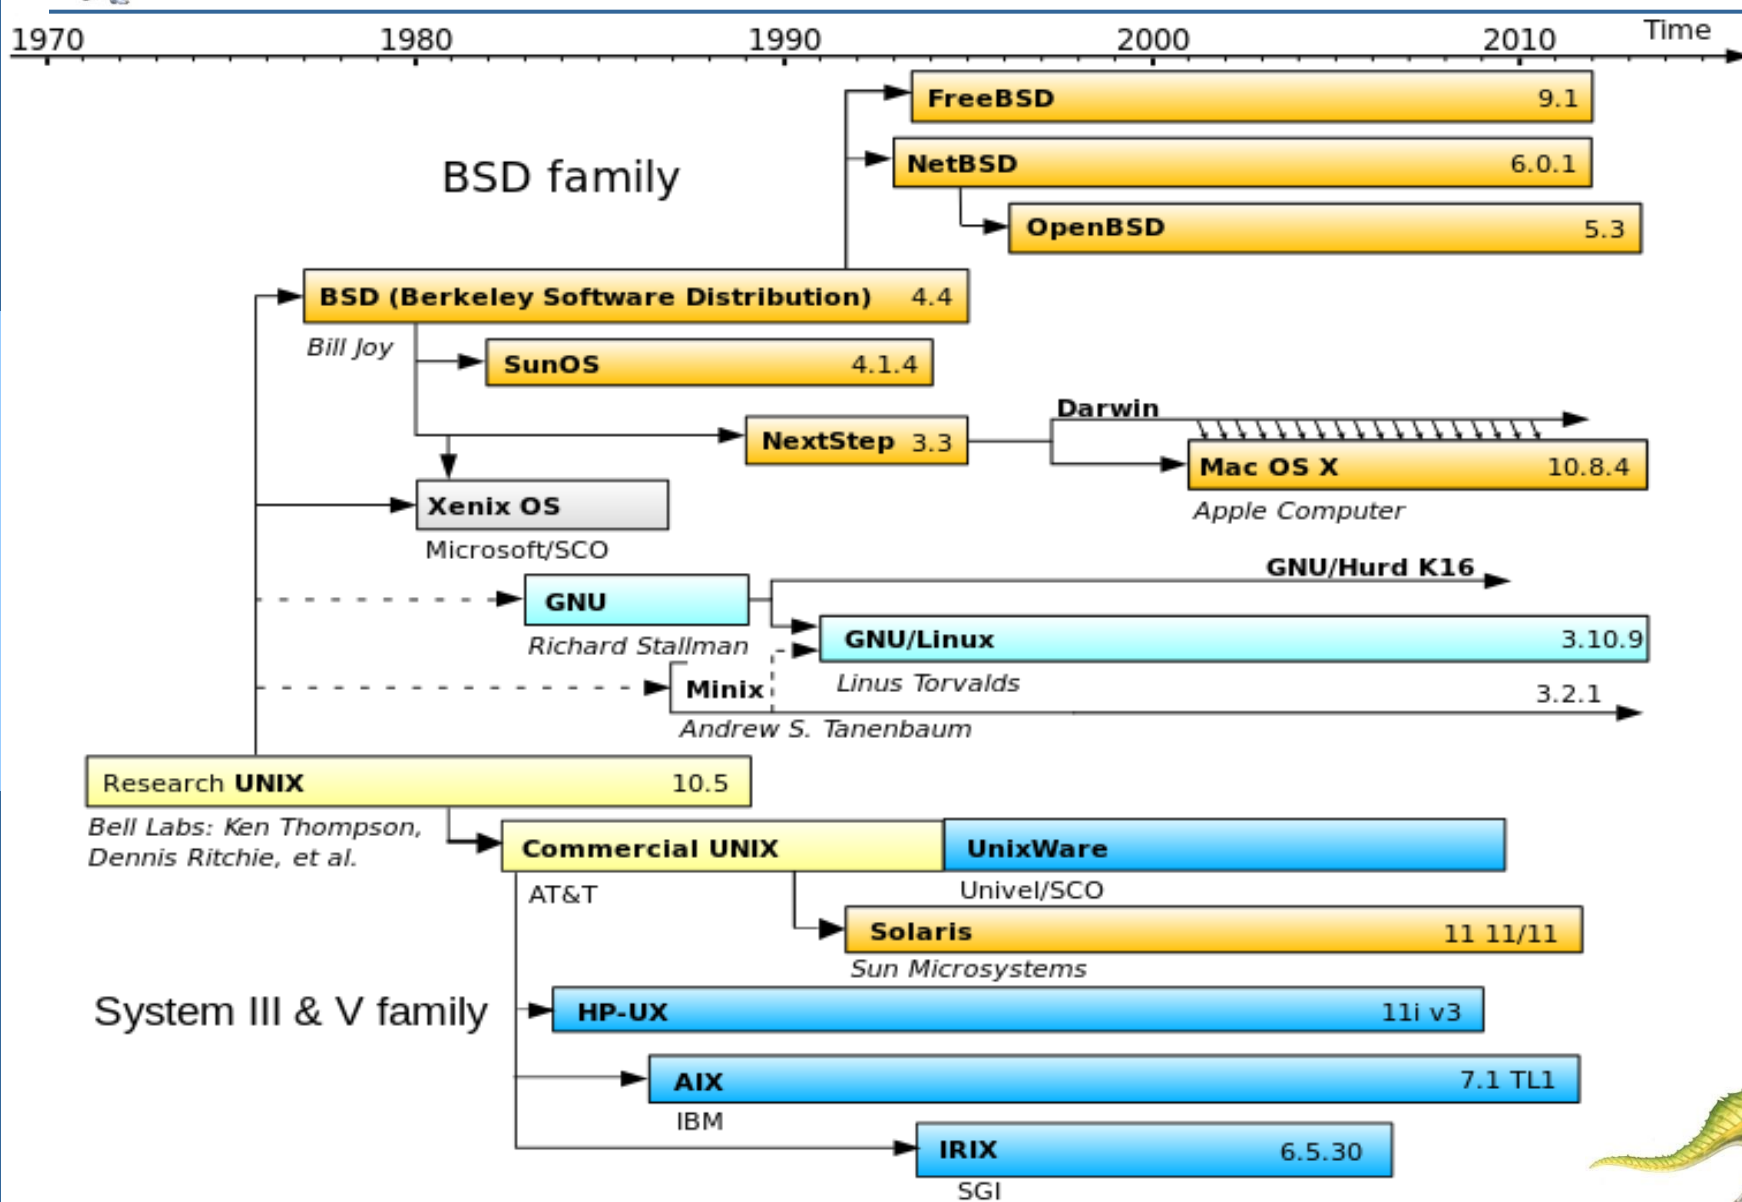 1970 1980 1990 2000 2010 Time
FreeBSD 9.1
BSD family
NetBSD 6.0.1
OpenBSD 5.3
BSD (Berkeley Software Distribution) 4.4
Bill Joy
SunOS 4.1.4
Darwin
NextStep 3.3
Mac OS X 10.8.4
Apple Computer
Xenix OS
Microsoft/SCO
GNU/Hurd K16
GNU
Richard Stallman
GNU/Linux 3.10.9
Linus Torvalds
Minix 3.2.1
Andrew S. Tanenbaum
Research UNIX 10.5
Bell Labs: Ken Thompson,
Dennis Ritchie, et al.
Commercial UNIX
AT&T
UnixWare
Univel/SCO
Solaris 11 11/11
Sun Microsystems
System III & V family
HP-UX 11i v3
AIX 7.1 TL1
IBM
IRIX 6.5.30
SGI